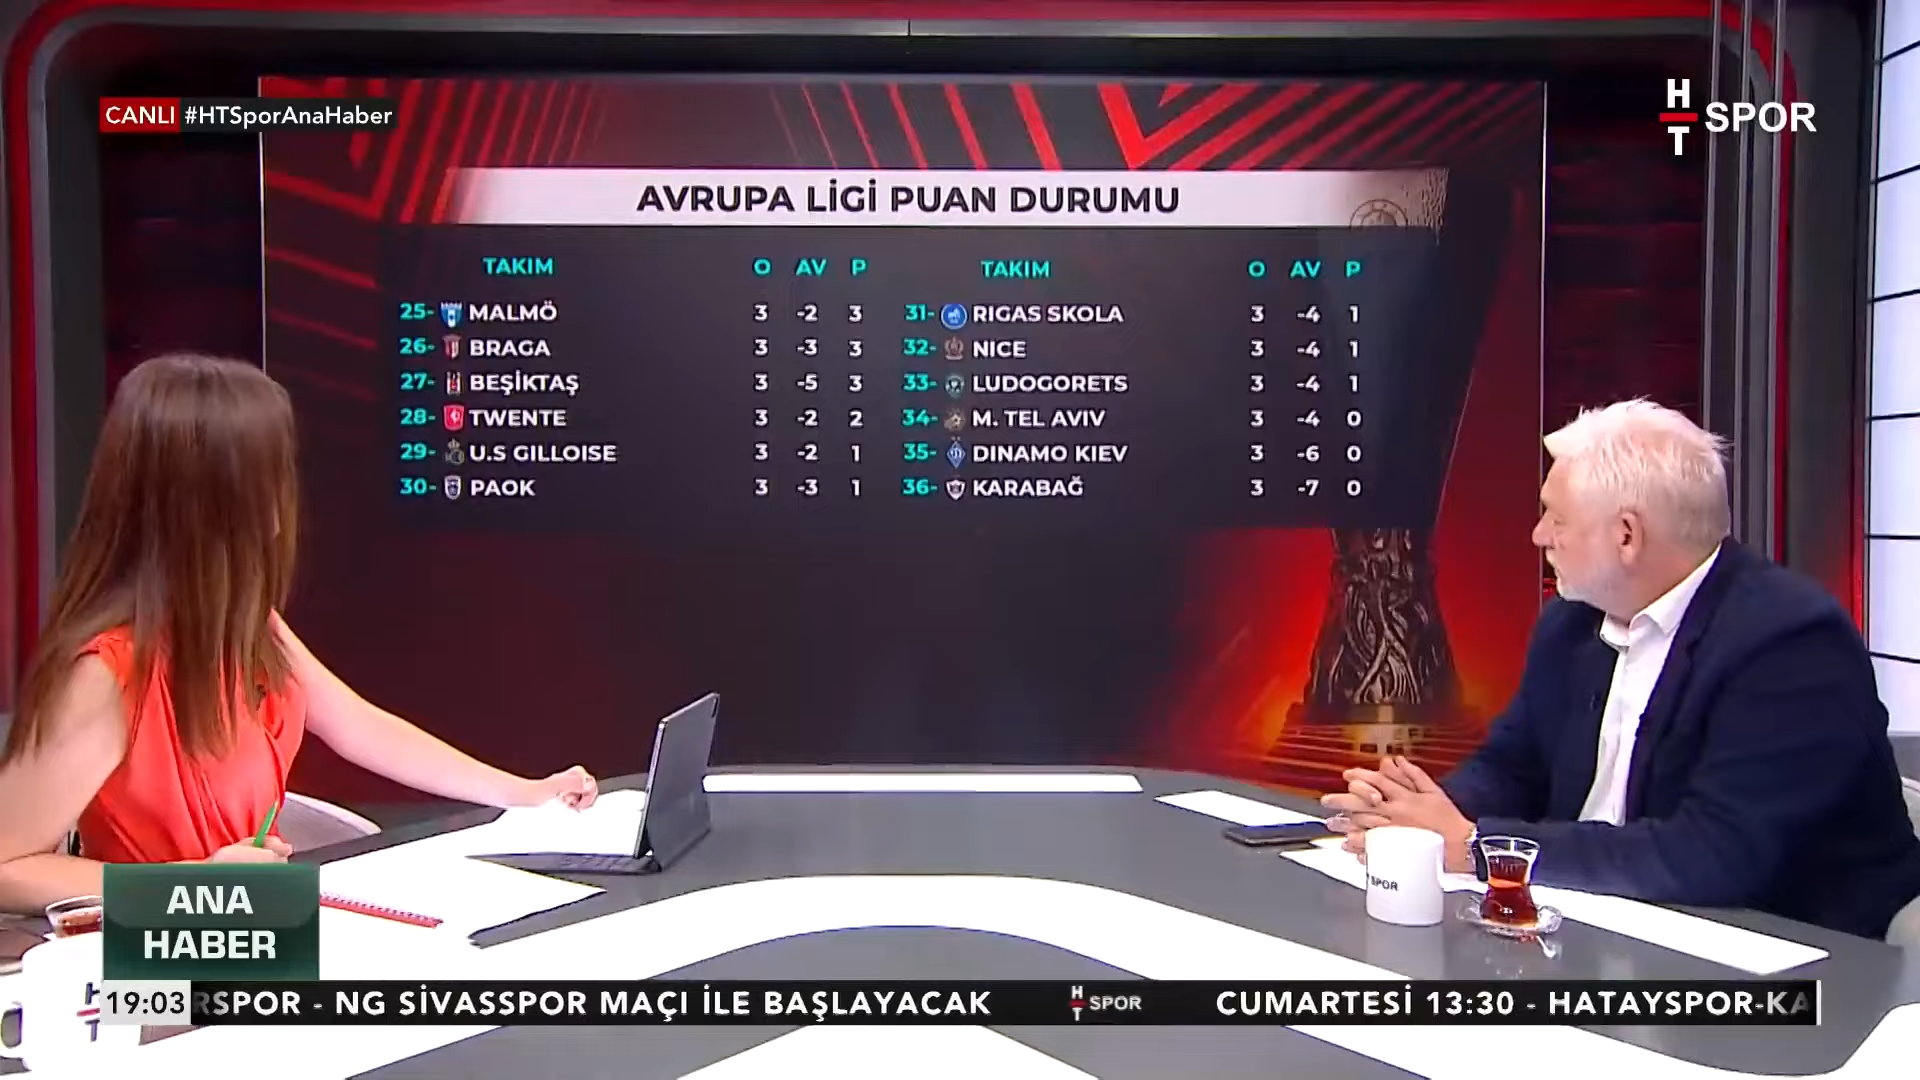 CANLI #HTSporAnaHaber
HT SPOR
AVRUPA LİGİ PUAN DURUMU
TAKIM O AV P
25- MALMÖ 3 -2 3
26- BRAGA 3 -3 3
27- BEŞİKTAŞ 3 -5 3
28- TWENTE 3 -2 2
29- U.S GILLOISE 3 -2 1
30- PAOK 3 -3 1
TAKIM O AV P
31- RIGAS SKOLA 3 -4 1
32- NICE 3 -4 1
33- LUDOGORETS 3 -4 1
34- M. TEL AVIV 3 -4 0
35- DINAMO KIEV 3 -6 0
36- KARABAĞ 3 -7 0
SPOR
ANA
HABER
19:03 RSPOR - NG SİVASSPOR MAÇI İLE BAŞLAYACAK HT SPOR CUMARTESİ 13:30 - HATAYSPOR-KA